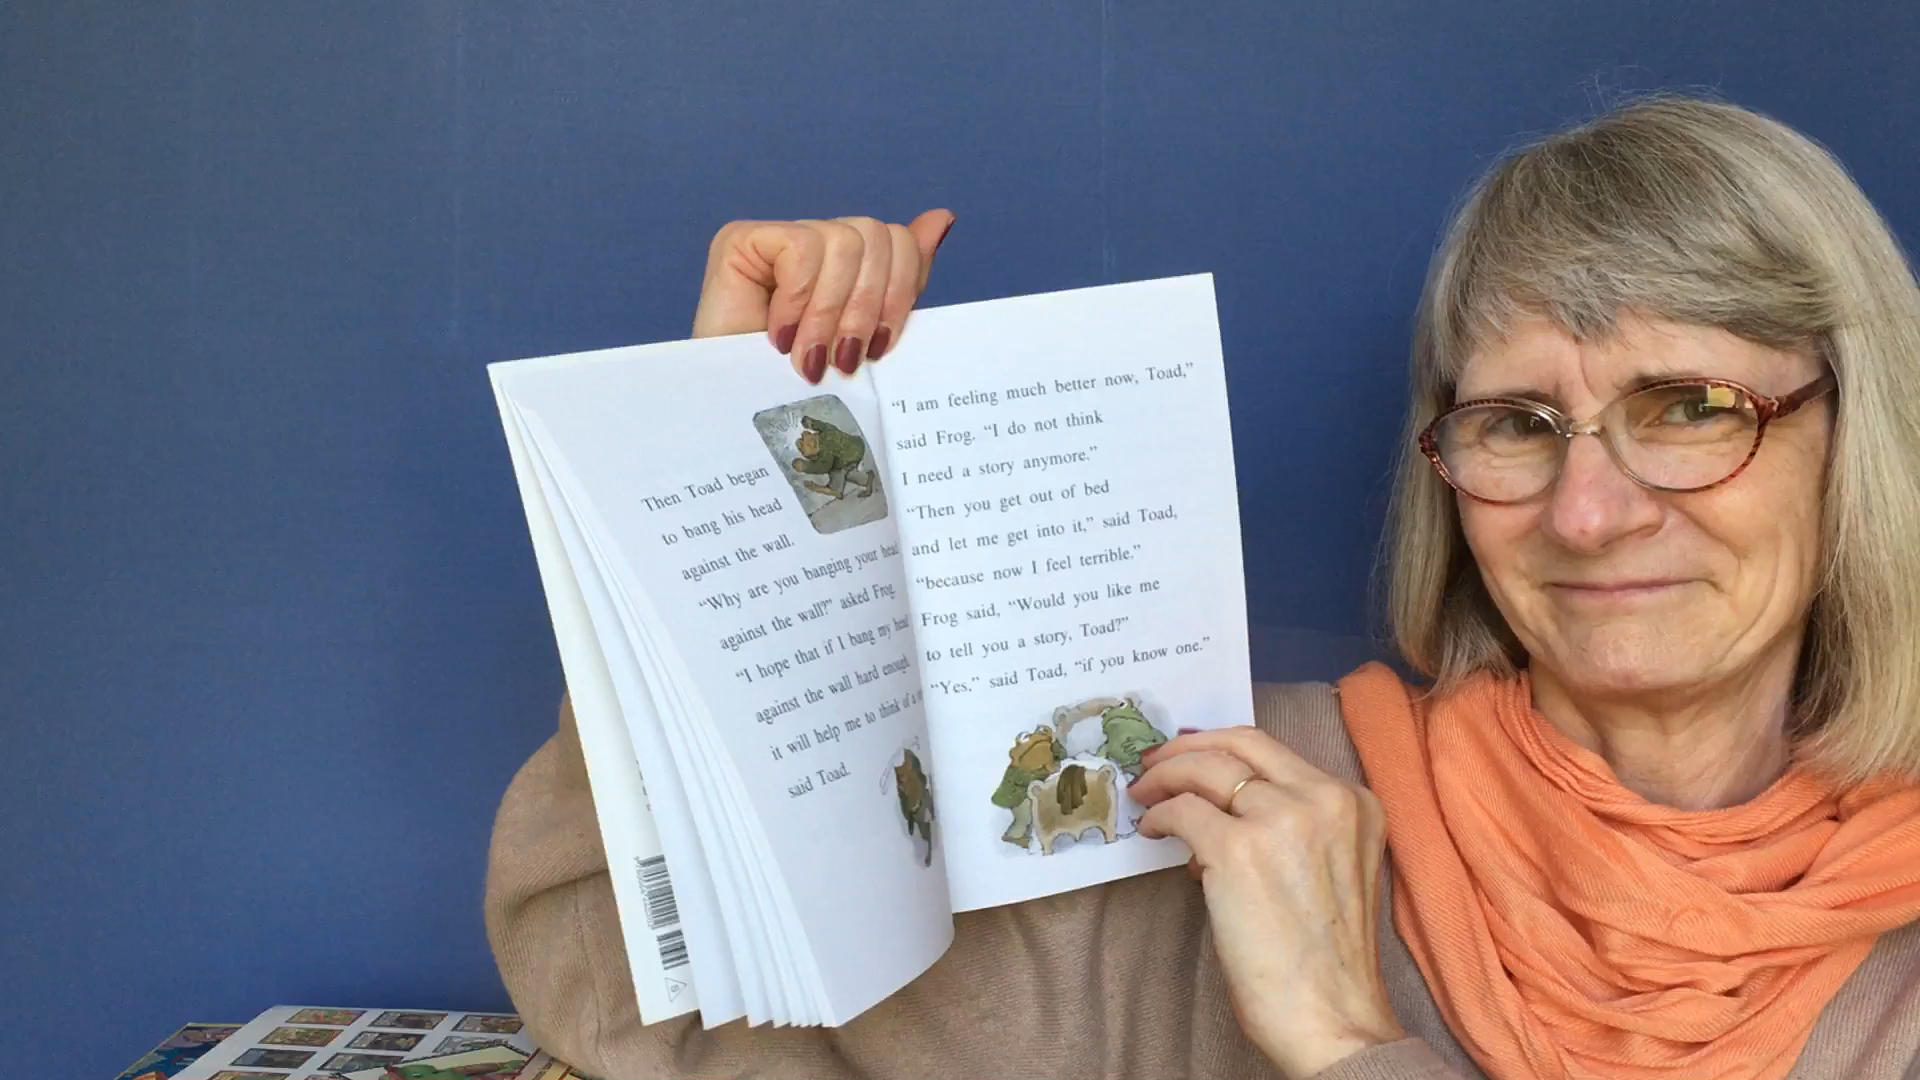 Then Toad began
to bang his head
against the wall.
“Why are you banging your head
against the wall?” asked Frog.
“I hope that if I bang my head
against the wall hard enough,
it will help me to think of a
said Toad.
“I am feeling much better now, Toad,”
said Frog. “I do not think
I need a story anymore.”
“Then you get out of bed
and let me get into it,” said Toad,
“because now I feel terrible.”
Frog said, “Would you like me
to tell you a story, Toad?”
“Yes,” said Toad, “if you know one.”